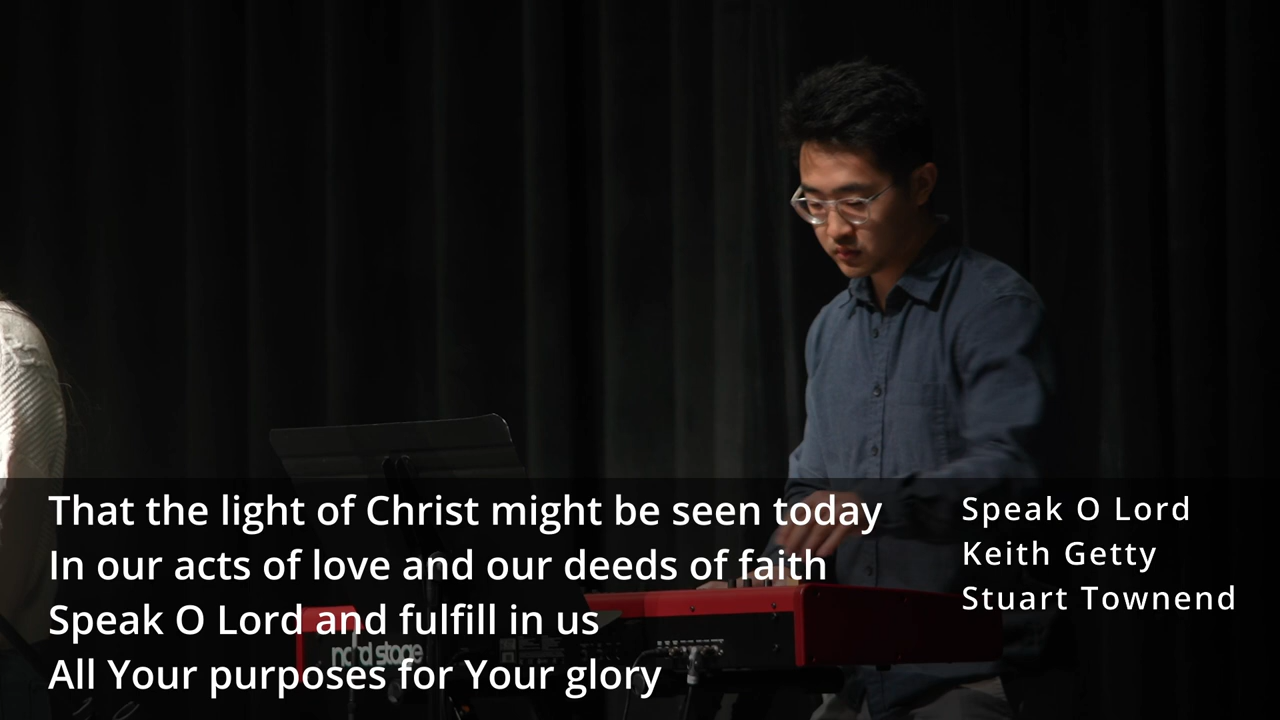 That the light of Christ might be seen today
In our acts of love and our deeds of faith
Speak O Lord and fulfill in us
All Your purposes for Your glory
Speak O Lord
Keith Getty
Stuart Townend
nord stage